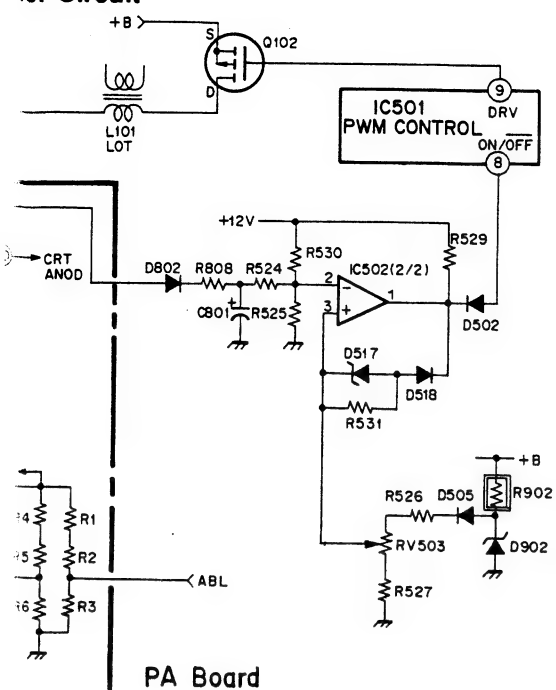 Circuit
+B
S
Q102
D
L101
LOT
9
DRV
IC501
PWM CONTROL
ON/OFF
8
+12V
R530
R529
IC502(2/2)
CRT
ANOD
D802
R808
R524
2
−
1
3
+
+
C801
R525
D502
D517
D518
R531
+B
R526
D505
R902
R1
RV503
D902
R2
ABL
R527
R3
PA Board